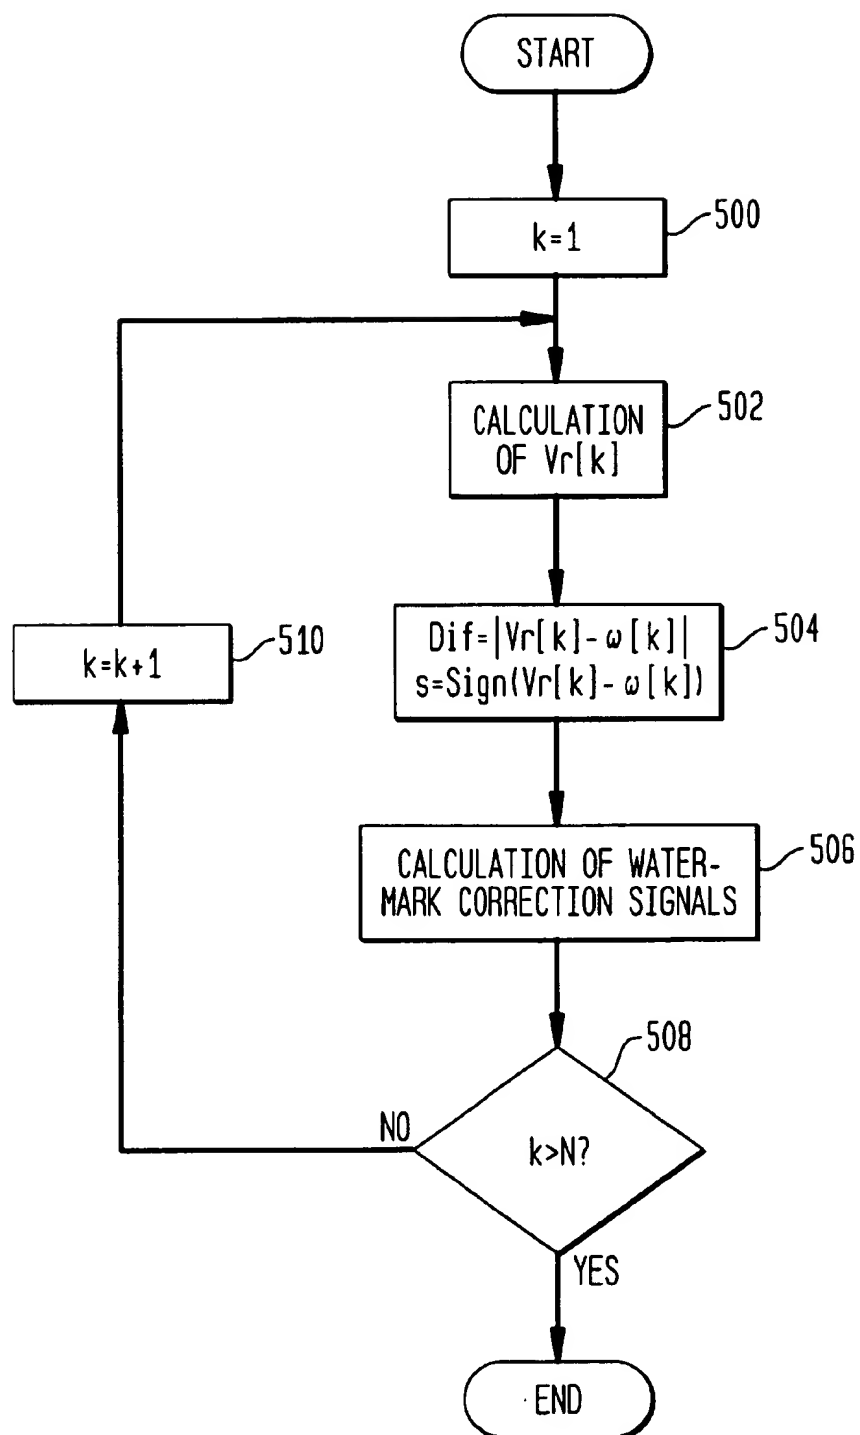 START
k=1
500
CALCULATION
OF Vr[k]
502
Dif=|Vr[k]-ω[k]|
s=Sign(Vr[k]-ω[k])
504
k=k+1
510
CALCULATION OF WATER-
MARK CORRECTION SIGNALS
506
508
NO
k>N?
YES
END